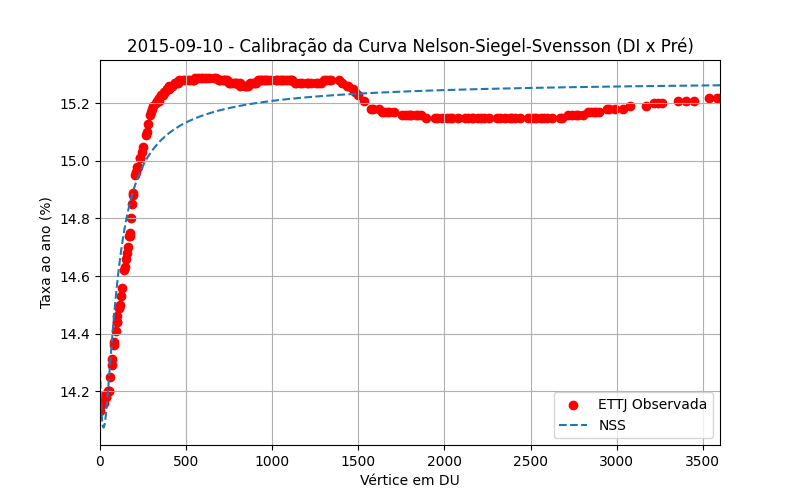 2015-09-10 - Calibração da Curva Nelson-Siegel-Svensson (DI x Pré)
Taxa ao ano (%)
15.2
15.0
14.8
14.6
14.4
14.2
0 500 1000 1500 2000 2500 3000 3500
Vértice em DU
ETTJ Observada
NSS